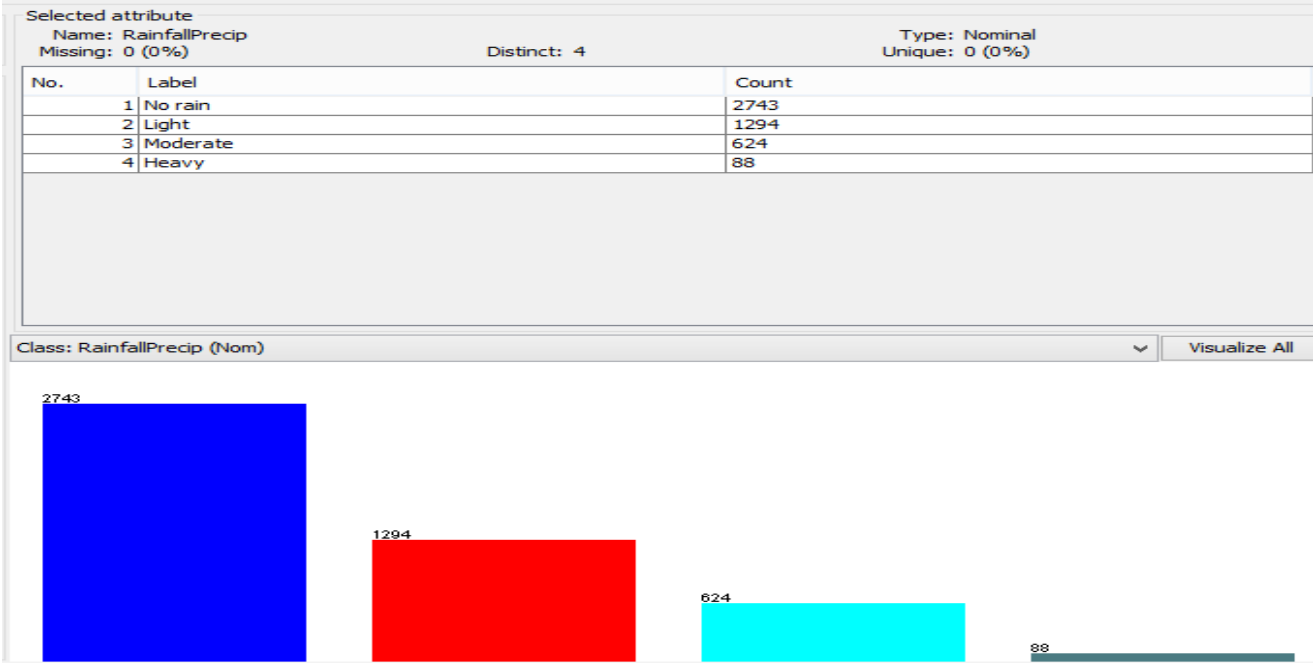 Selected attribute
Name: RainfallPrecip Type: Nominal
Missing: 0 (0%) Distinct: 4 Unique: 0 (0%)
No. Label Count
1 No rain 2743
2 Light 1294
3 Moderate 624
4 Heavy 88
Class: RainfallPrecip (Nom) Visualize All
2743
1294
624
88